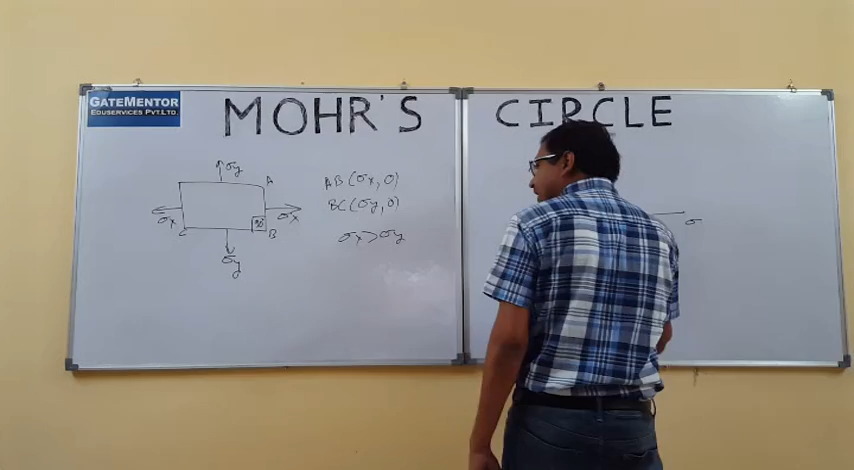 GATEMENTOR
EDUSERVICES PVT.LTD.
MOHR'S CIRCLE
σy
A
σx
σx
C
90
B
σy
AB(σx, 0)
BC(σy, 0)
σx>σy
σ